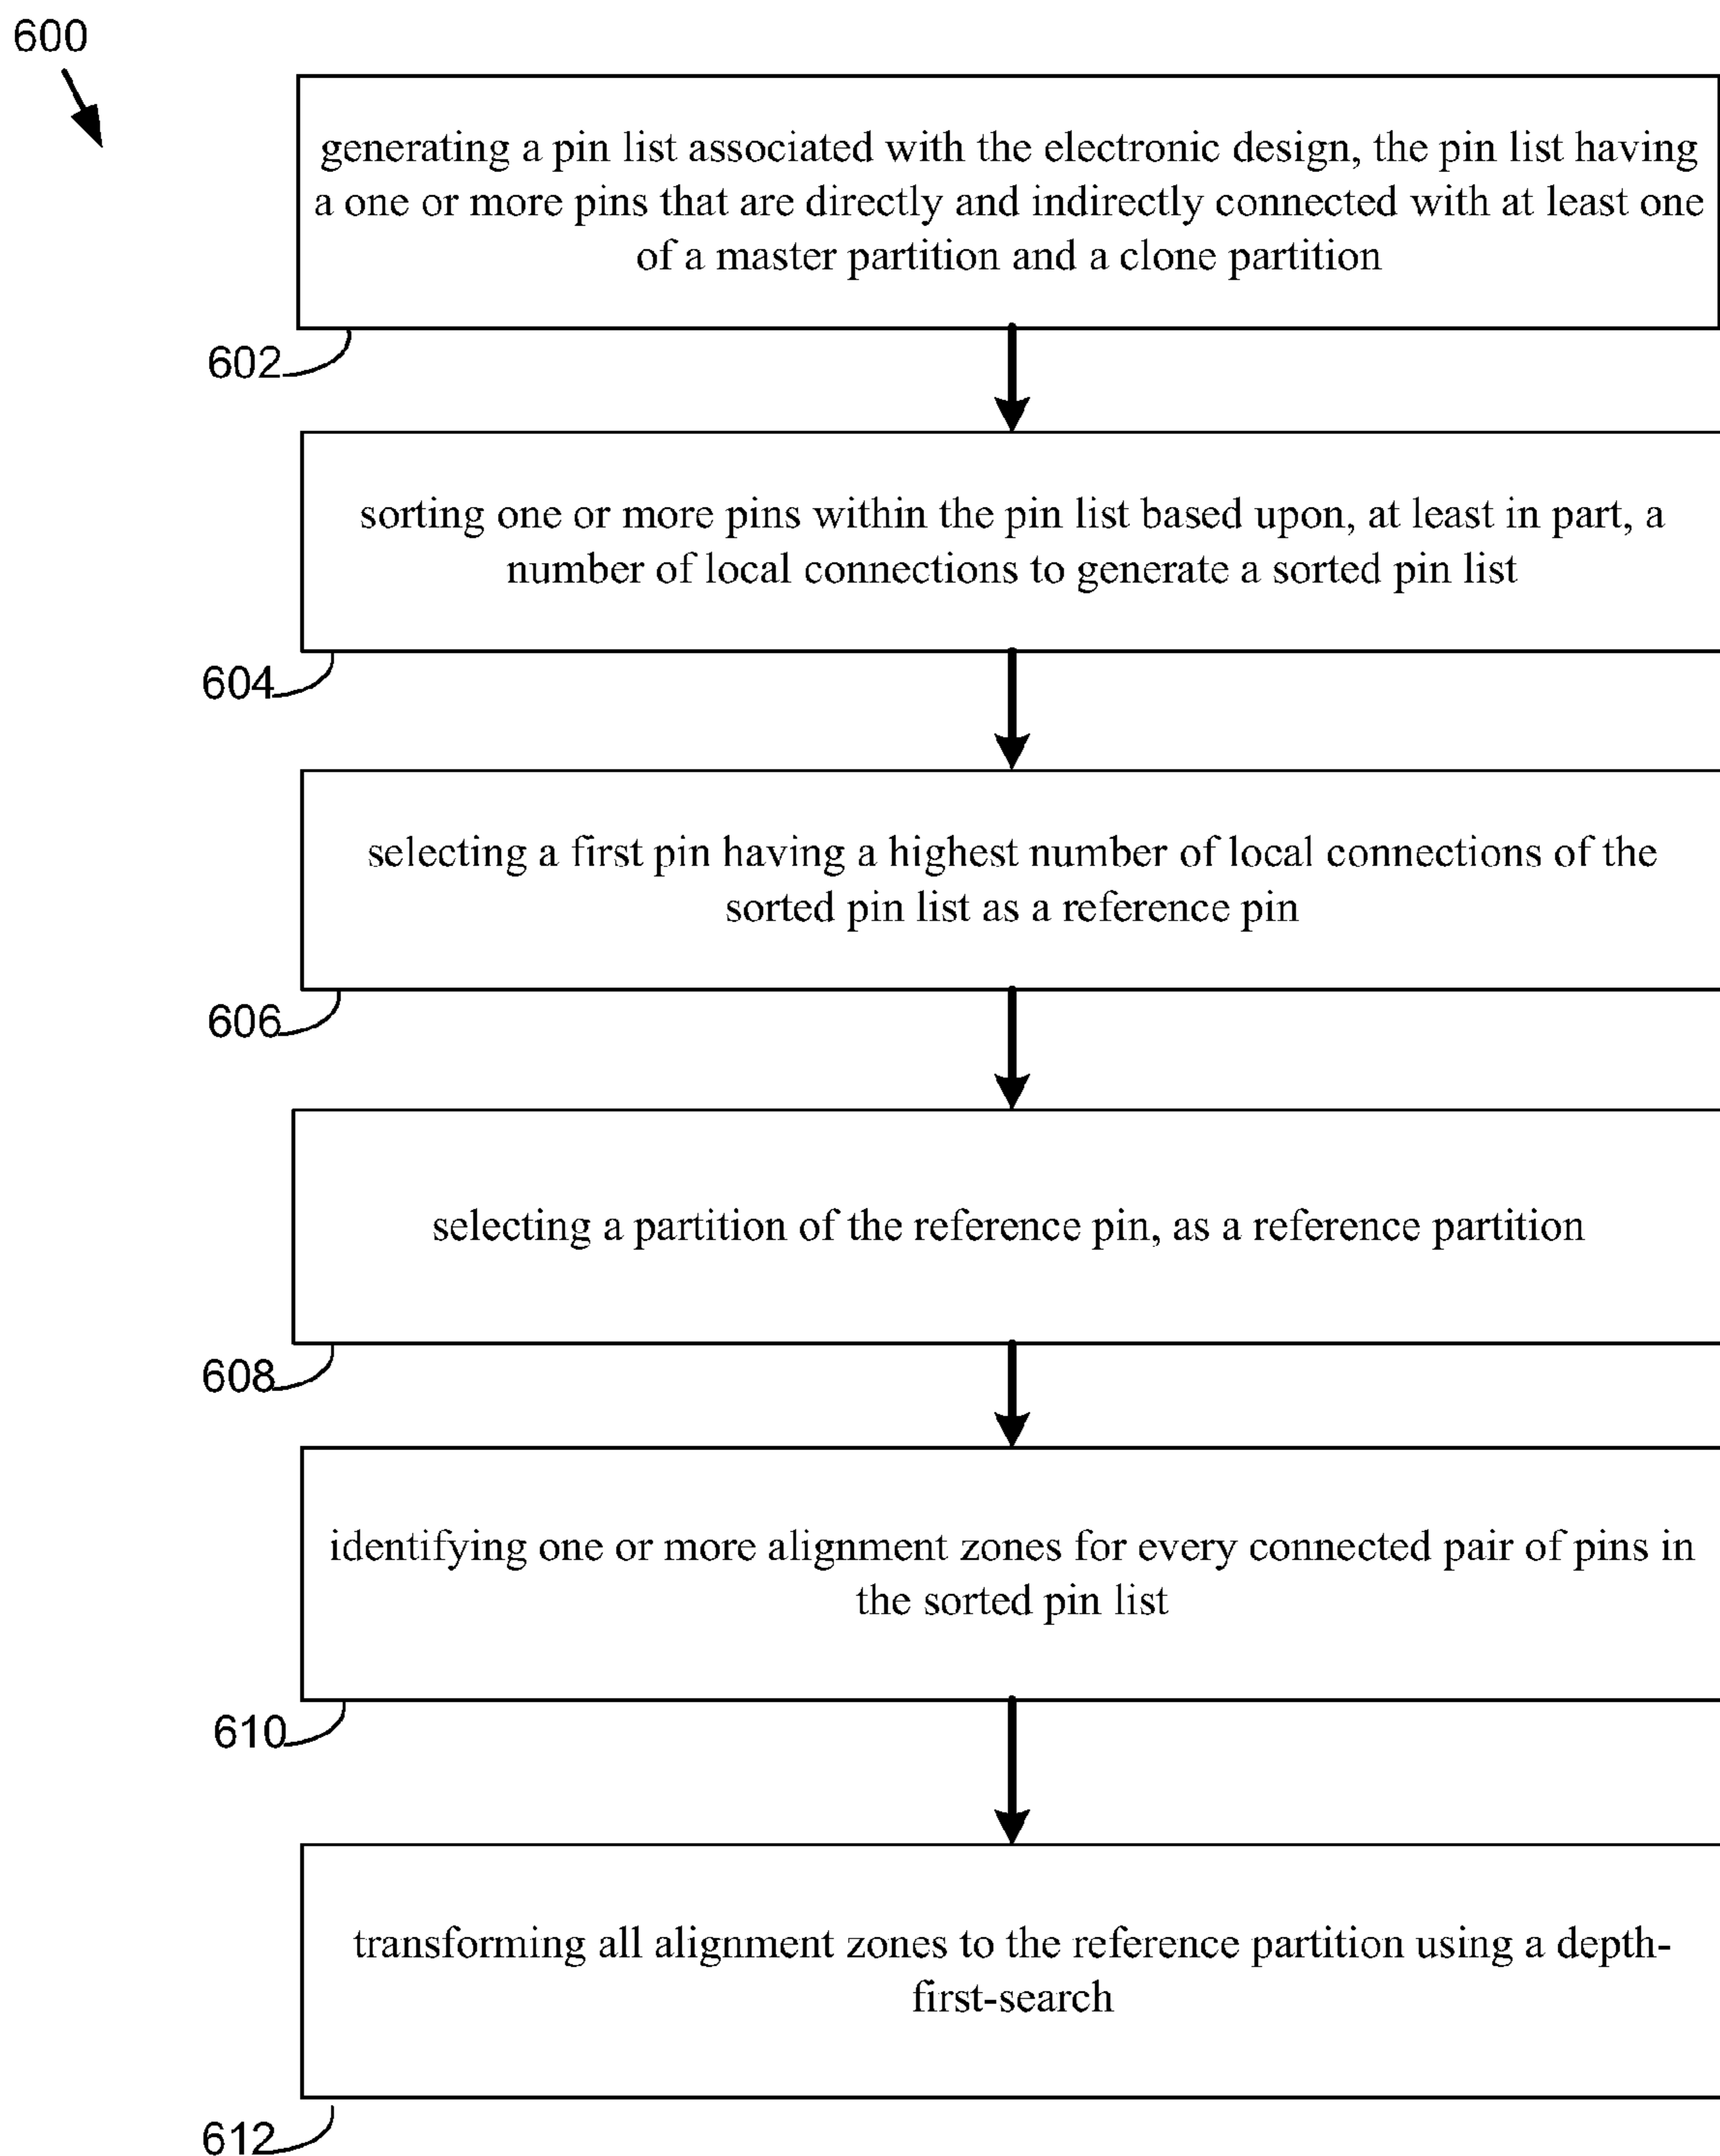 600
generating a pin list associated with the electronic design, the pin list having
a one or more pins that are directly and indirectly connected with at least one
of a master partition and a clone partition
602
sorting one or more pins within the pin list based upon, at least in part, a
number of local connections to generate a sorted pin list
604
selecting a first pin having a highest number of local connections of the
sorted pin list as a reference pin
606
selecting a partition of the reference pin, as a reference partition
608
identifying one or more alignment zones for every connected pair of pins in
the sorted pin list
610
transforming all alignment zones to the reference partition using a depth-
first-search
612